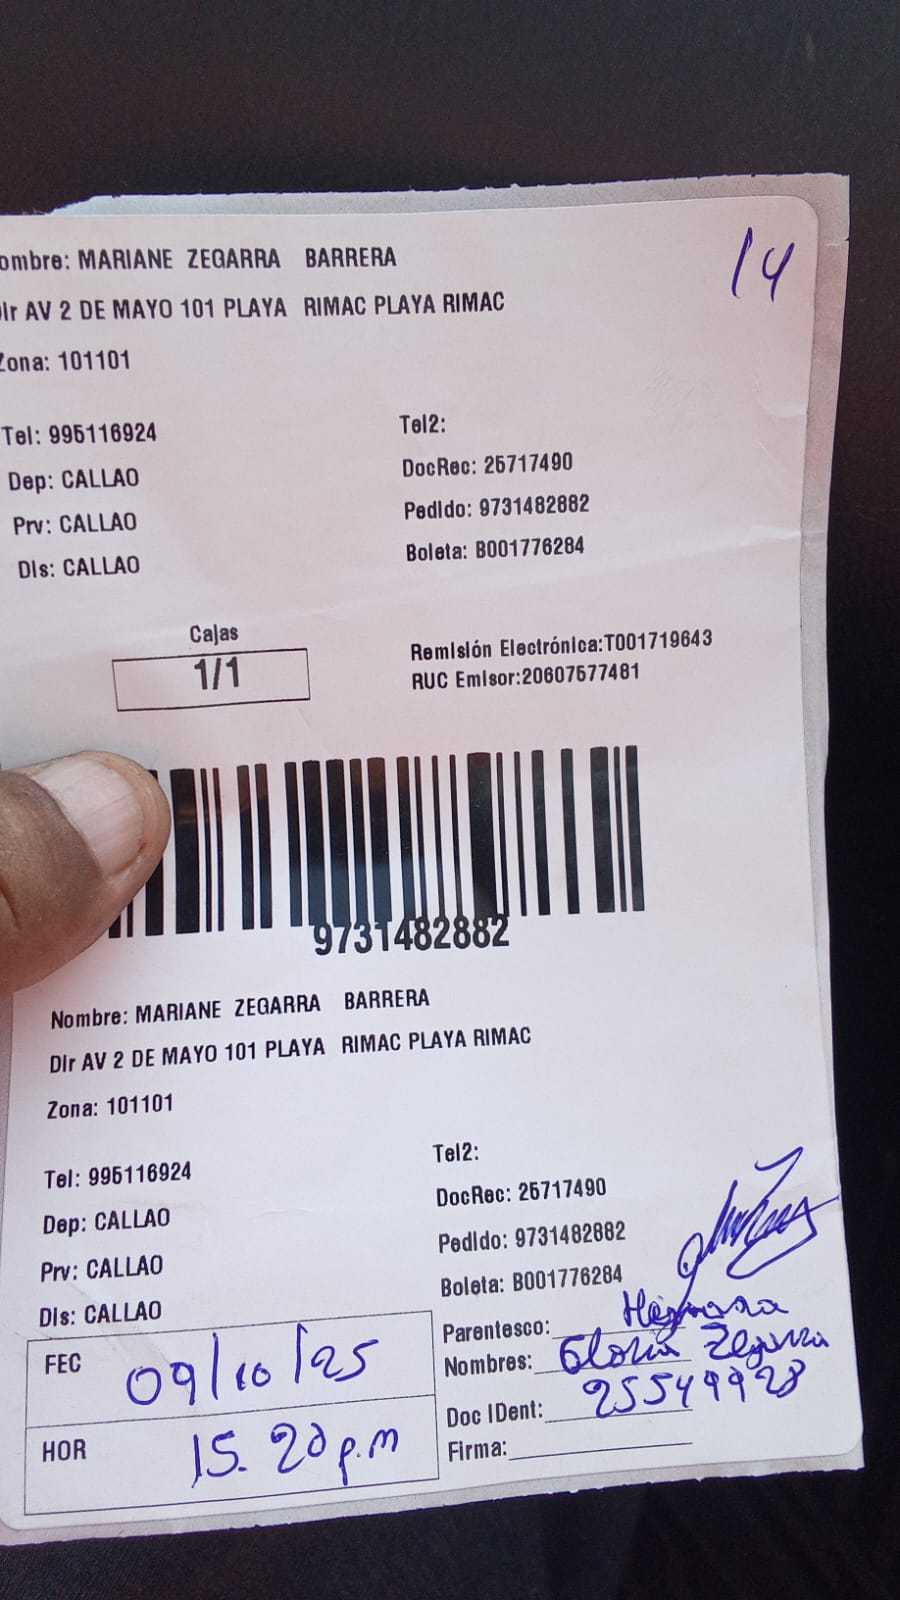 ombre: MARIANE ZEGARRA BARRERA
14
Dir AV 2 DE MAYO 101 PLAYA RIMAC PLAYA RIMAC
Zona: 101101
Tel: 995116924
Tel2:
Dep: CALLAO
DocRec: 25717490
Prv: CALLAO
Pedido: 9731482882
Dis: CALLAO
Boleta: B001776284
Cajas
1/1
Remisión Electrónica:T001719643
RUC Emisor:20607577481
9731482882
Nombre: MARIANE ZEGARRA BARRERA
Dir AV 2 DE MAYO 101 PLAYA RIMAC PLAYA RIMAC
Zona: 101101
Tel: 995116924
Tel2:
Dep: CALLAO
DocRec: 25717490
Prv: CALLAO
Pedido: 9731482882
Dis: CALLAO
Boleta: B001776284
FEC 09/10/25
HOR 15.20 p.m
Parentesco: Hermana
Nombres: Gloria Zegarra
Doc IDent: 25549928
Firma: